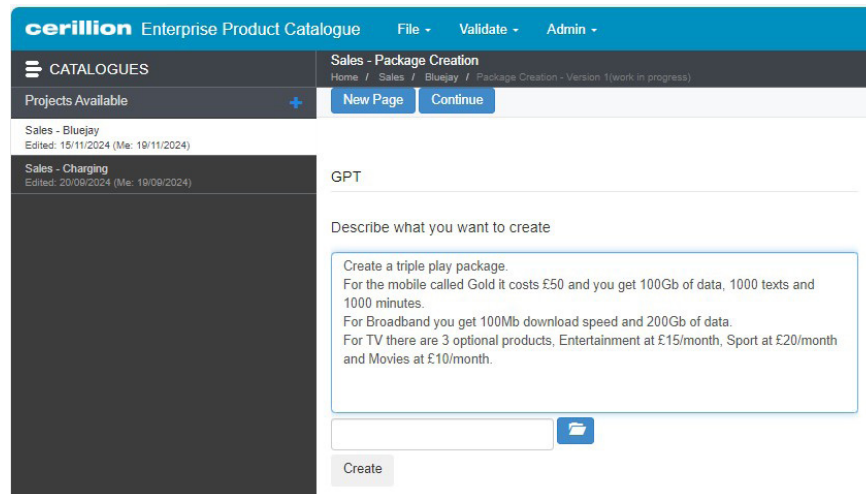 cerillion Enterprise Product Catalogue File Validate Admin
CATALOGUES
Projects Available
Sales - Bluejay
Edited: 15/11/2024 (Me: 19/11/2024)
Sales - Charging
Edited: 20/09/2024 (Me: 19/09/2024)
Sales - Package Creation
Home / Sales / Bluejay / Package Creation - Version 1(work in progress)
New Page Continue
GPT
Describe what you want to create
Create a triple play package.
For the mobile called Gold it costs £50 and you get 100Gb of data, 1000 texts and
1000 minutes.
For Broadband you get 100Mb download speed and 200Gb of data.
For TV there are 3 optional products, Entertainment at £15/month, Sport at £20/month
and Movies at £10/month.
Create